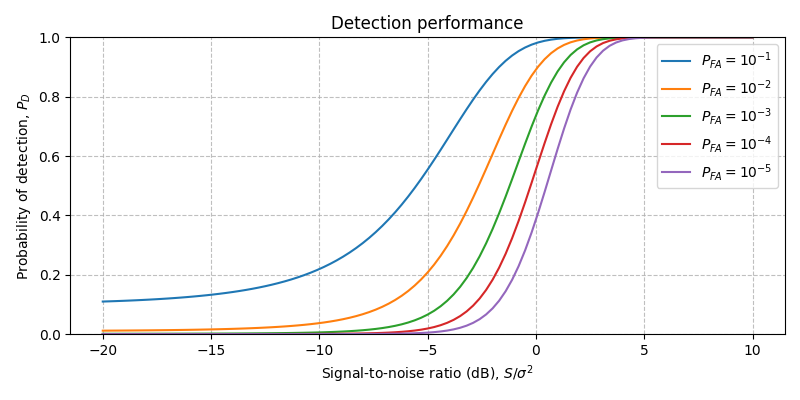 Detection performance
Probability of detection, $P_D$
1.0
0.8
0.6
0.4
0.2
0.0
−20
−15
−10
−5
0
5
10
Signal-to-noise ratio (dB), $S/\sigma^2$
$P_{FA} = 10^{-1}$
$P_{FA} = 10^{-2}$
$P_{FA} = 10^{-3}$
$P_{FA} = 10^{-4}$
$P_{FA} = 10^{-5}$